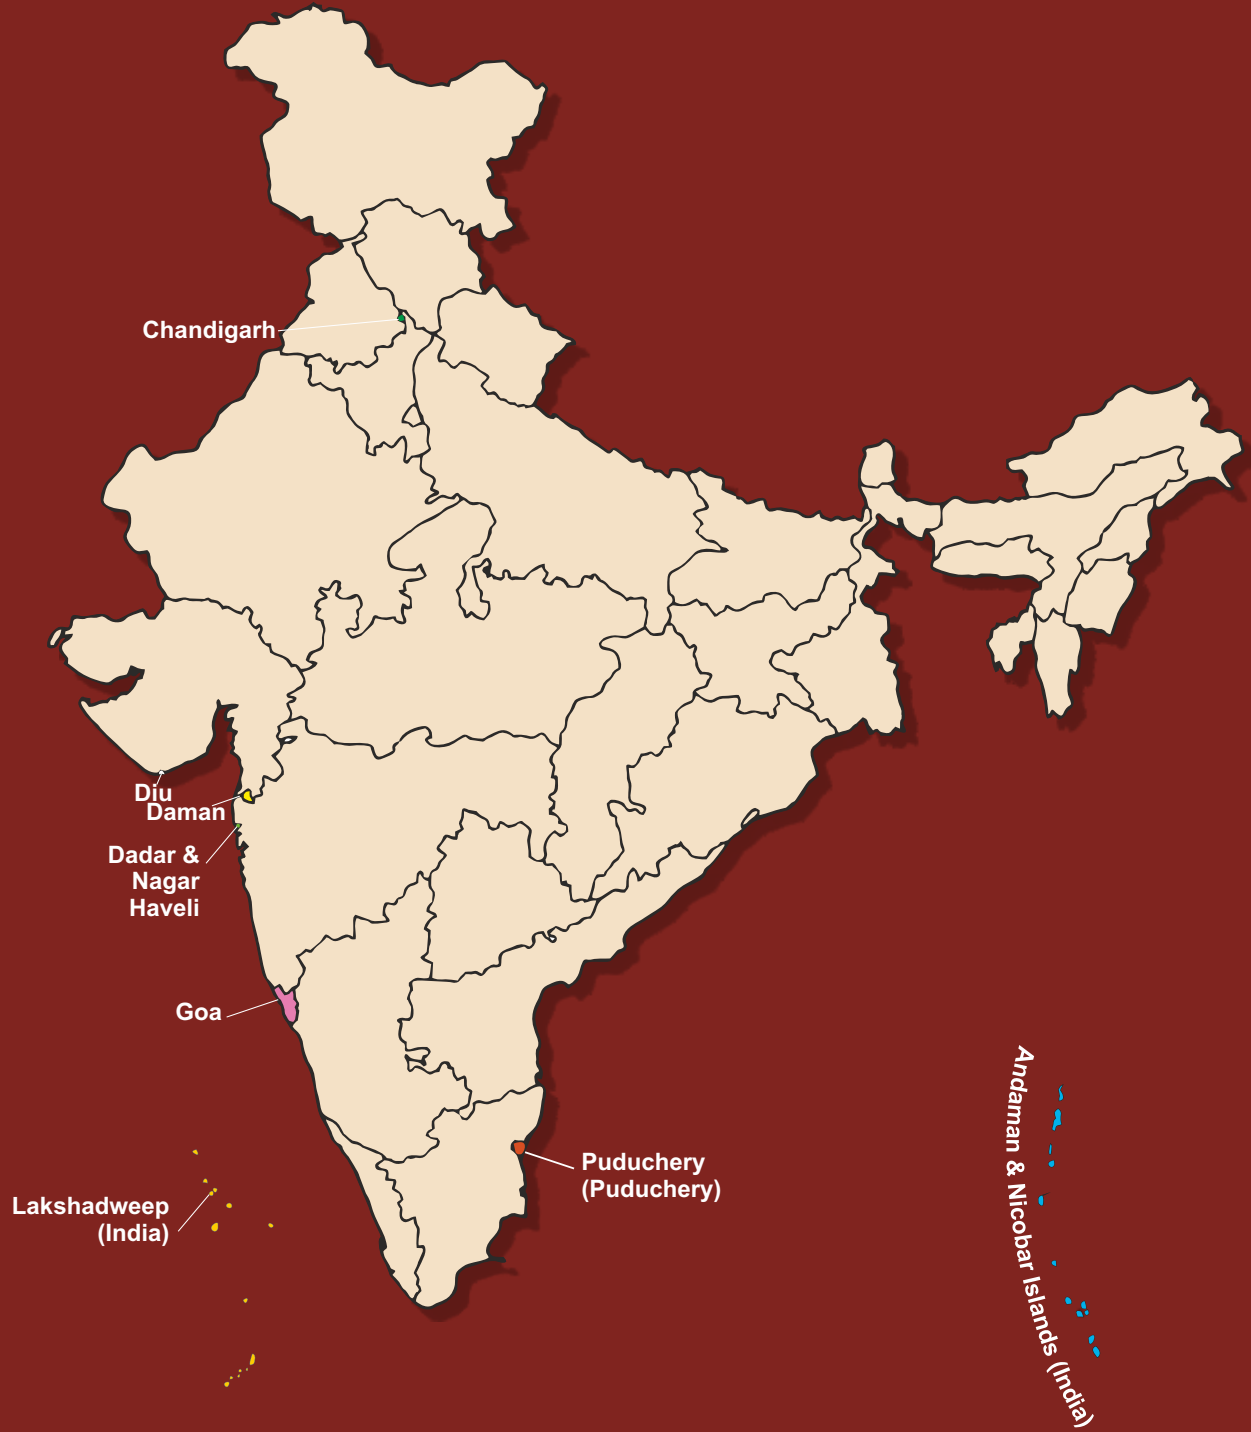 Chandigarh
Diu
Daman
Dadar &
Nagar
Haveli
Goa
Andaman & Nicobar Islands (India)
Puduchery
(Puduchery)
Lakshadweep
(India)